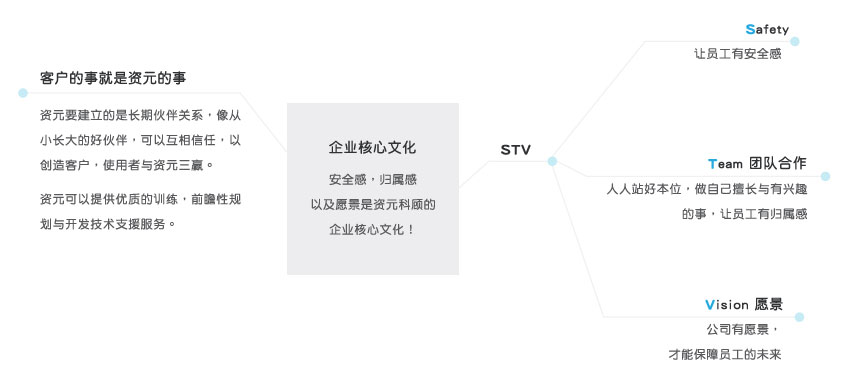 客户的事就是资元的事
资元要建立的是长期伙伴关系，像从
小长大的好伙伴，可以互相信任，以
创造客户，使用者与资元三赢。
资元可以提供优质的训练，前瞻性规
划与开发技术支援服务。
企业核心文化
安全感，归属感
以及愿景是资元科顾的
企业核心文化！
STV
Safety
让员工有安全感
Team 团队合作
人人站好本位，做自己擅长与有兴趣
的事，让员工有归属感
Vision 愿景
公司有愿景，
才能保障员工的未来